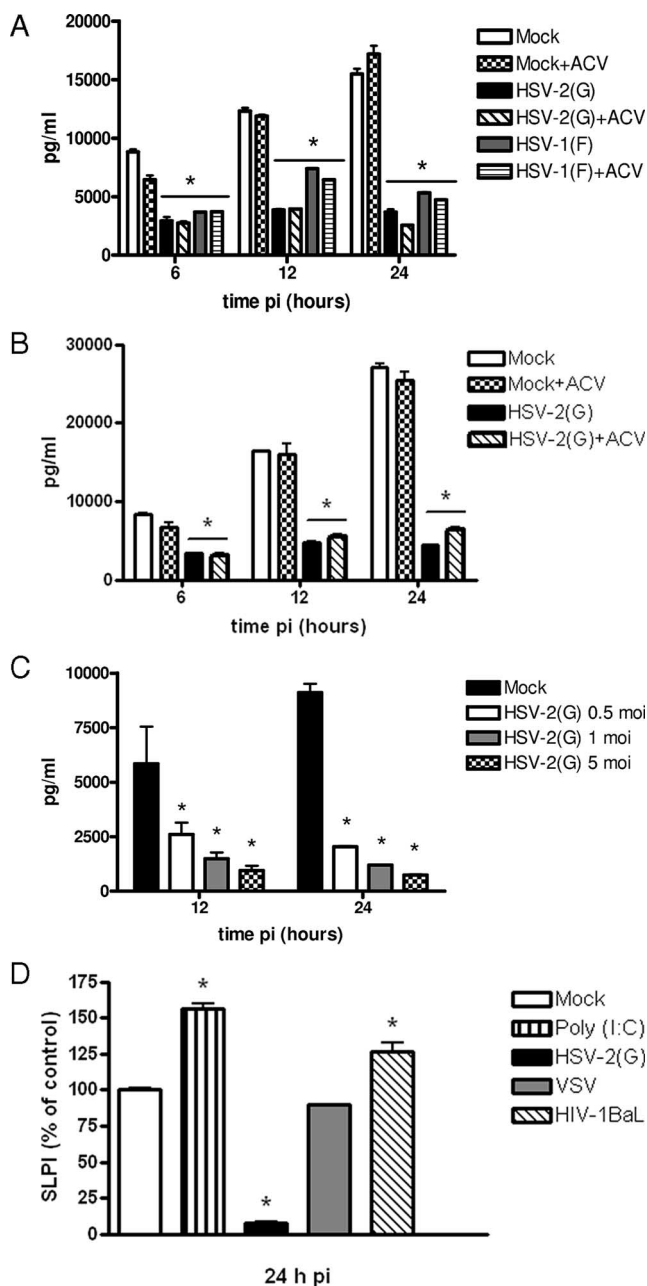 A
20000
15000
10000
5000
0
pg/ml
* * *
6 12 24
time pi (hours)
Mock
Mock+ACV
HSV-2(G)
HSV-2(G)+ACV
HSV-1(F)
HSV-1(F)+ACV
B
30000
20000
10000
0
pg/ml
* * *
6 12 24
time pi (hours)
Mock
Mock+ACV
HSV-2(G)
HSV-2(G)+ACV
C
10000
7500
5000
2500
0
pg/ml
* * * * * *
12 24
time pi (hours)
Mock
HSV-2(G) 0.5 moi
HSV-2(G) 1 moi
HSV-2(G) 5 moi
D
175
150
125
100
75
50
25
0
SLPI (% of control)
* * *
24 h pi
Mock
Poly (I:C)
HSV-2(G)
VSV
HIV-1BaL